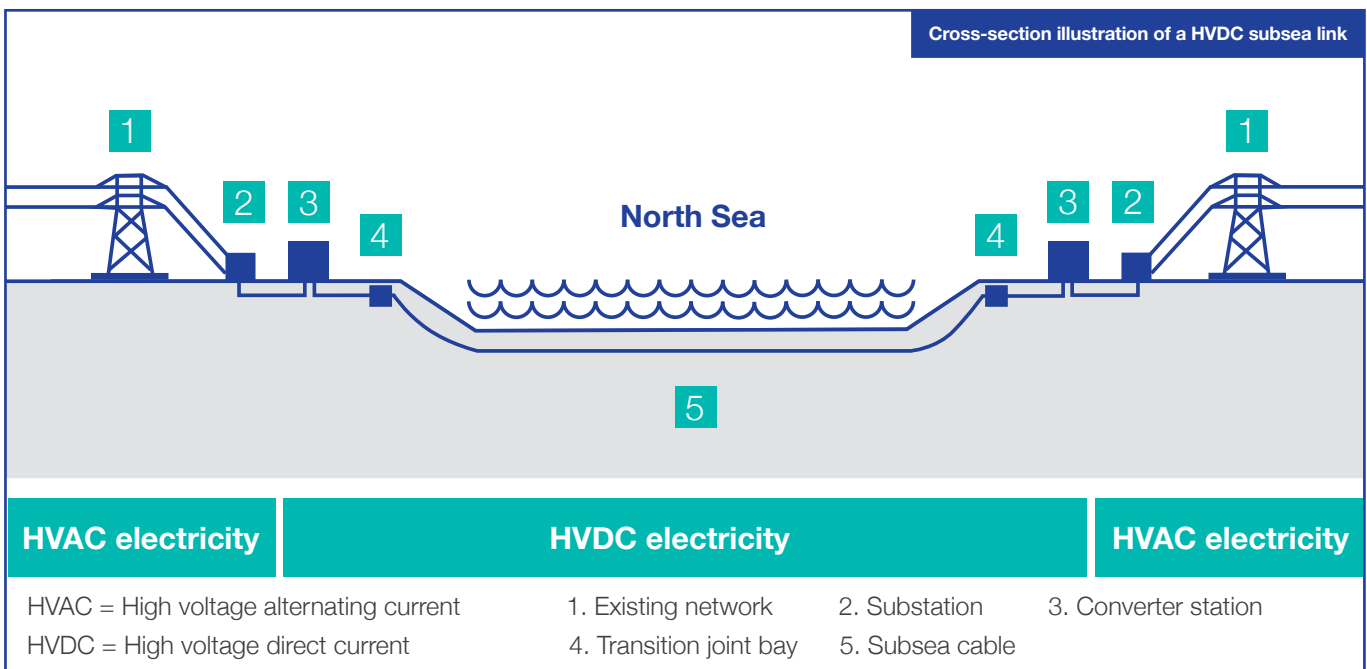 Cross-section illustration of a HVDC subsea link
1
1
2
3
4
North Sea
4
3
2
5
HVAC electricity
HVDC electricity
HVAC electricity
HVAC = High voltage alternating current
1. Existing network
2. Substation
3. Converter station
HVDC = High voltage direct current
4. Transition joint bay
5. Subsea cable